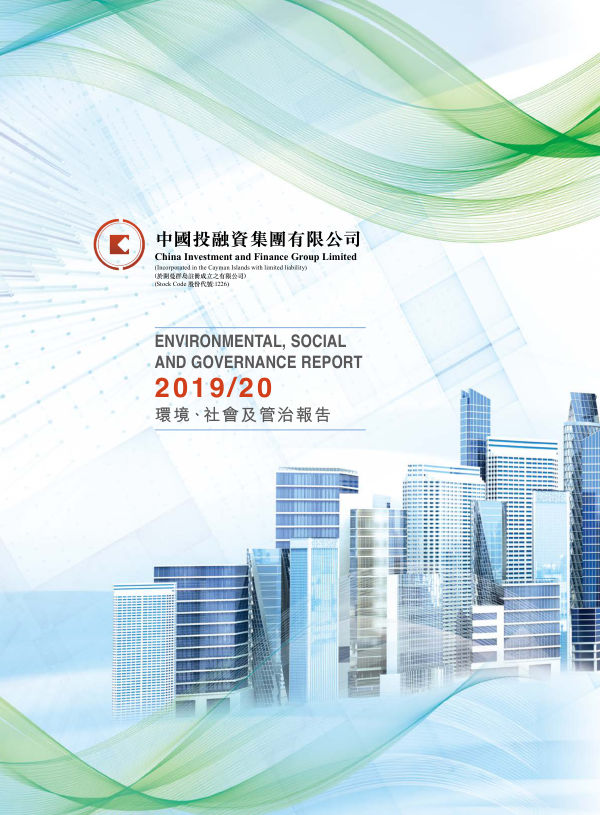 中國投融資集團有限公司
China Investment and Finance Group Limited
(Incorporated in the Cayman Islands with limited liability)
(於開曼群島註冊成立之有限公司)
(Stock Code 股份代號:1226)
ENVIRONMENTAL, SOCIAL
AND GOVERNANCE REPORT
2019/20
環境、社會及管治報告